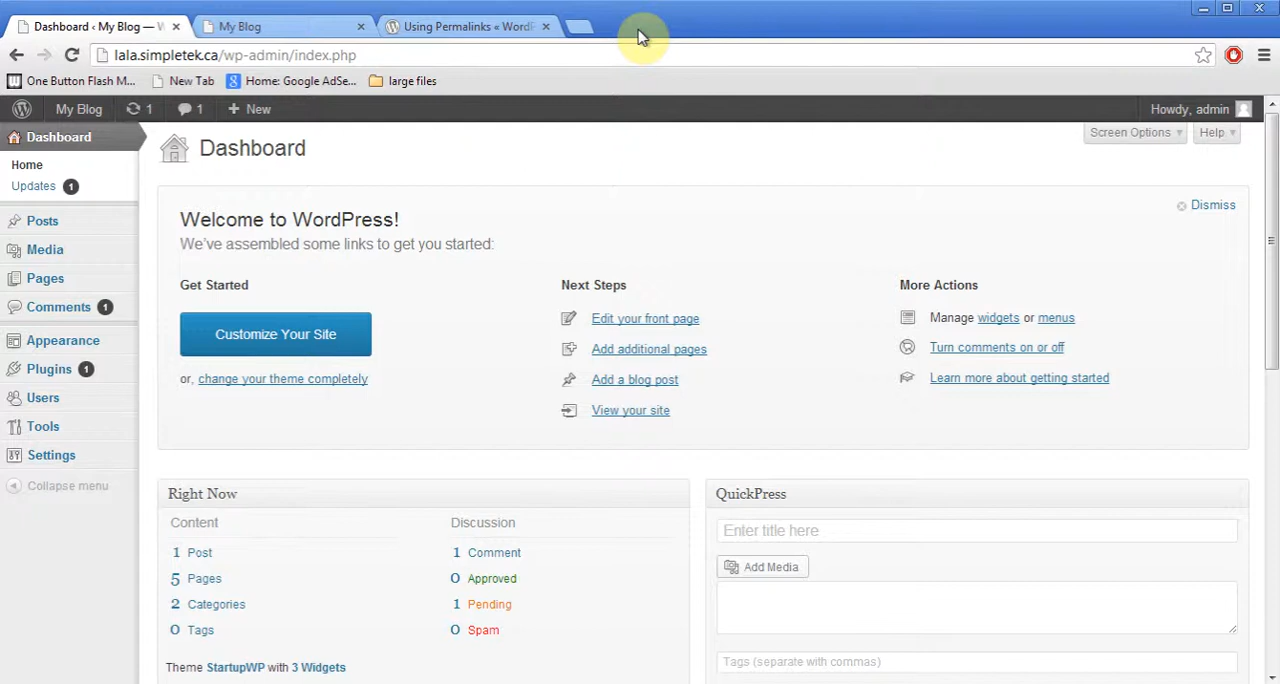 Dashboard ‹ My Blog — W
My Blog
Using Permalinks « WordP
lala.simpletek.ca/wp-admin/index.php
One Button Flash M...
New Tab
Home: Google AdSe...
large files
My Blog
1
1
+ New
Howdy, admin
Dashboard
Home
Updates 1
Posts
Media
Pages
Comments 1
Appearance
Plugins 1
Users
Tools
Settings
Collapse menu
Dashboard
Screen Options
Help
Welcome to WordPress!
Dismiss
We've assembled some links to get you started:
Get Started
Customize Your Site
or, change your theme completely
Next Steps
Edit your front page
Add additional pages
Add a blog post
View your site
More Actions
Manage widgets or menus
Turn comments on or off
Learn more about getting started
Right Now
Content
1 Post
5 Pages
2 Categories
0 Tags
Discussion
1 Comment
0 Approved
1 Pending
0 Spam
Theme StartupWP with 3 Widgets
QuickPress
Enter title here
Add Media
Tags (separate with commas)